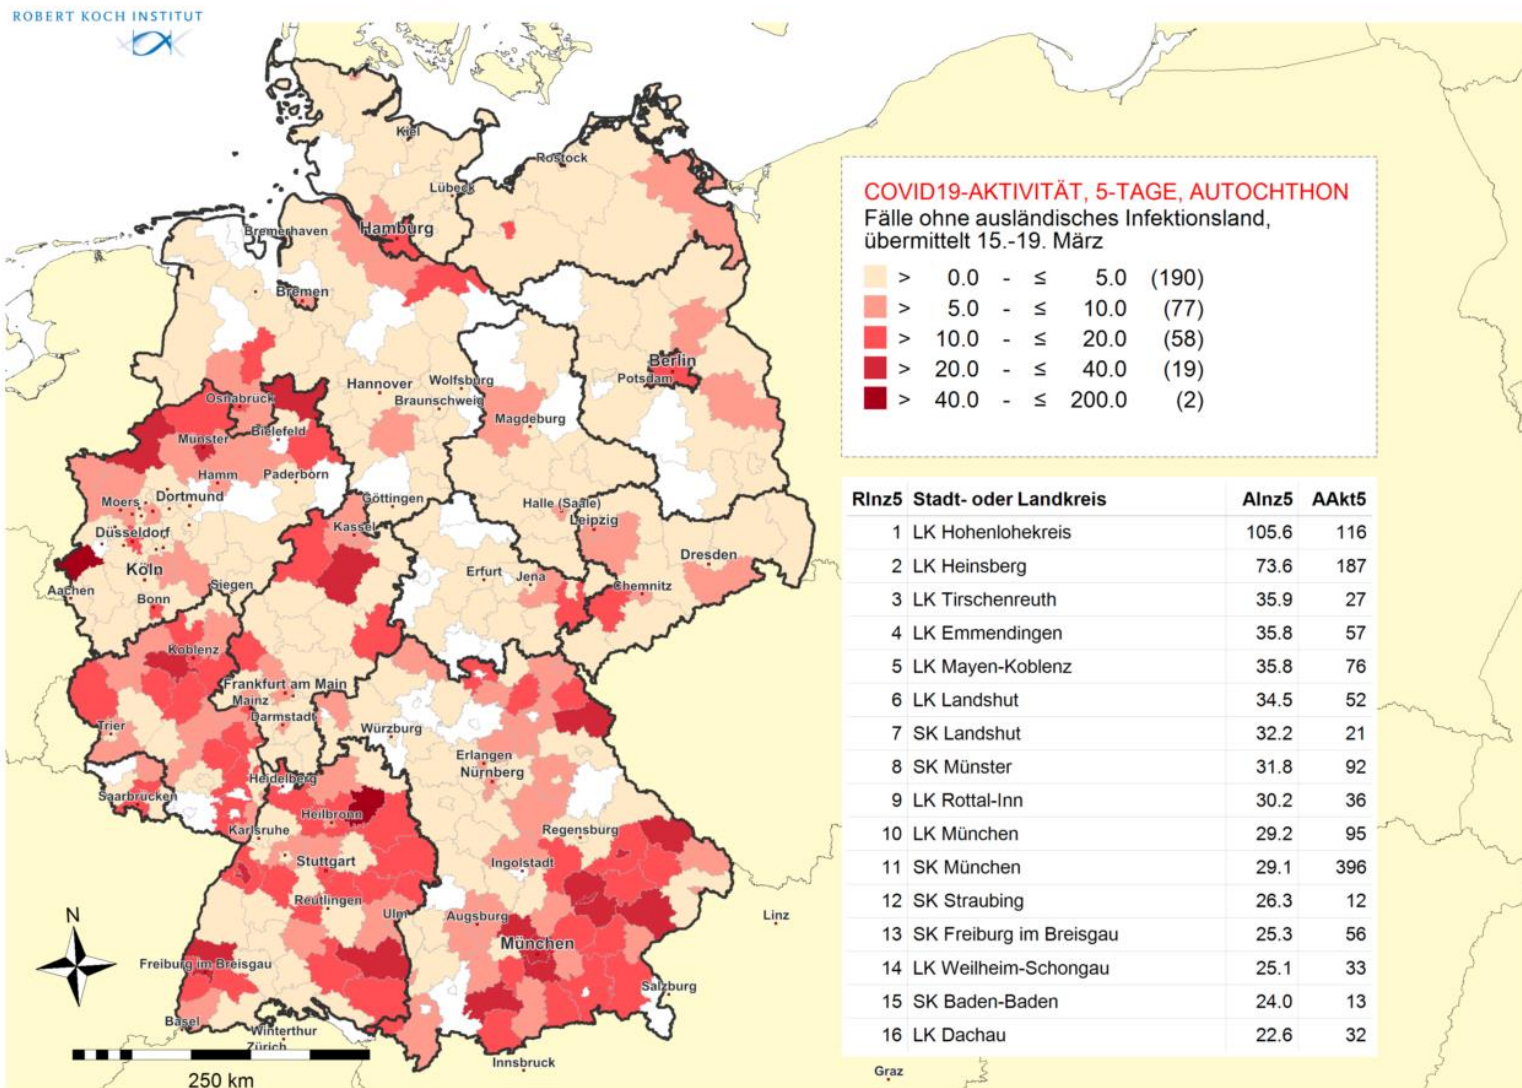 ROBERT KOCH INSTITUT
COVID19-AKTIVITÄT, 5-TAGE, AUTOCHTHON
Fälle ohne ausländisches Infektionsland,
übermittelt 15.-19. März
> 0.0 - ≤ 5.0 (190)
> 5.0 - ≤ 10.0 (77)
> 10.0 - ≤ 20.0 (58)
> 20.0 - ≤ 40.0 (19)
> 40.0 - ≤ 200.0 (2)
RInz5 Stadt- oder Landkreis AInz5 AAkt5
1 LK Hohenlohekreis 105.6 116
2 LK Heinsberg 73.6 187
3 LK Tirschenreuth 35.9 27
4 LK Emmendingen 35.8 57
5 LK Mayen-Koblenz 35.8 76
6 LK Landshut 34.5 52
7 SK Landshut 32.2 21
8 SK Münster 31.8 92
9 LK Rottal-Inn 30.2 36
10 LK München 29.2 95
11 SK München 29.1 396
12 SK Straubing 26.3 12
13 SK Freiburg im Breisgau 25.3 56
14 LK Weilheim-Schongau 25.1 33
15 SK Baden-Baden 24.0 13
16 LK Dachau 22.6 32
Kiel
Rostock
Lübeck
Bremerhaven
Hamburg
Bremen
Berlin
Potsdam
Hannover
Wolfsburg
Braunschweig
Osnabrück
Magdeburg
Bielefeld
Münster
Hamm
Paderborn
Moers
Dortmund
Göttingen
Halle (Saale)
Leipzig
Kassel
Düsseldorf
Dresden
Köln
Erfurt
Jena
Chemnitz
Aachen
Siegen
Bonn
Koblenz
Frankfurt am Main
Mainz
Darmstadt
Trier
Würzburg
Erlangen
Nürnberg
Heidelberg
Saarbrücken
Heilbronn
Karlsruhe
Regensburg
Stuttgart
Ingolstadt
Reutlingen
Ulm
Augsburg
Linz
München
Freiburg im Breisgau
Salzburg
Basel
Winterthur
Zürich
Innsbruck
Graz
N
250 km